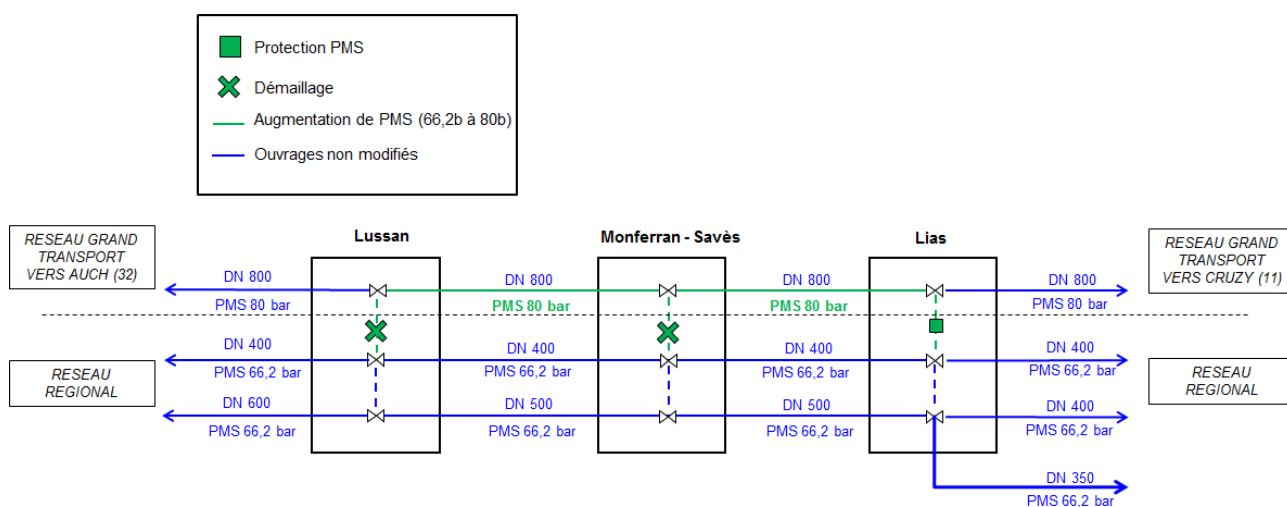 Protection PMS
Démaillage
Augmentation de PMS (66,2b à 80b)
Ouvrages non modifiés
RESEAU GRAND
TRANSPORT
VERS AUCH (32)
Lussan
Monferran - Savès
Lias
RESEAU GRAND
TRANSPORT
VERS CRUZY (11)
DN 800
DN 800
DN 800
DN 800
PMS 80 bar
PMS 80 bar
PMS 80 bar
PMS 80 bar
DN 400
DN 400
DN 400
DN 400
PMS 66,2 bar
PMS 66,2 bar
PMS 66,2 bar
PMS 66,2 bar
RESEAU
REGIONAL
RESEAU
REGIONAL
DN 600
DN 500
DN 500
DN 400
PMS 66,2 bar
PMS 66,2 bar
PMS 66,2 bar
PMS 66,2 bar
DN 350
PMS 66,2 bar